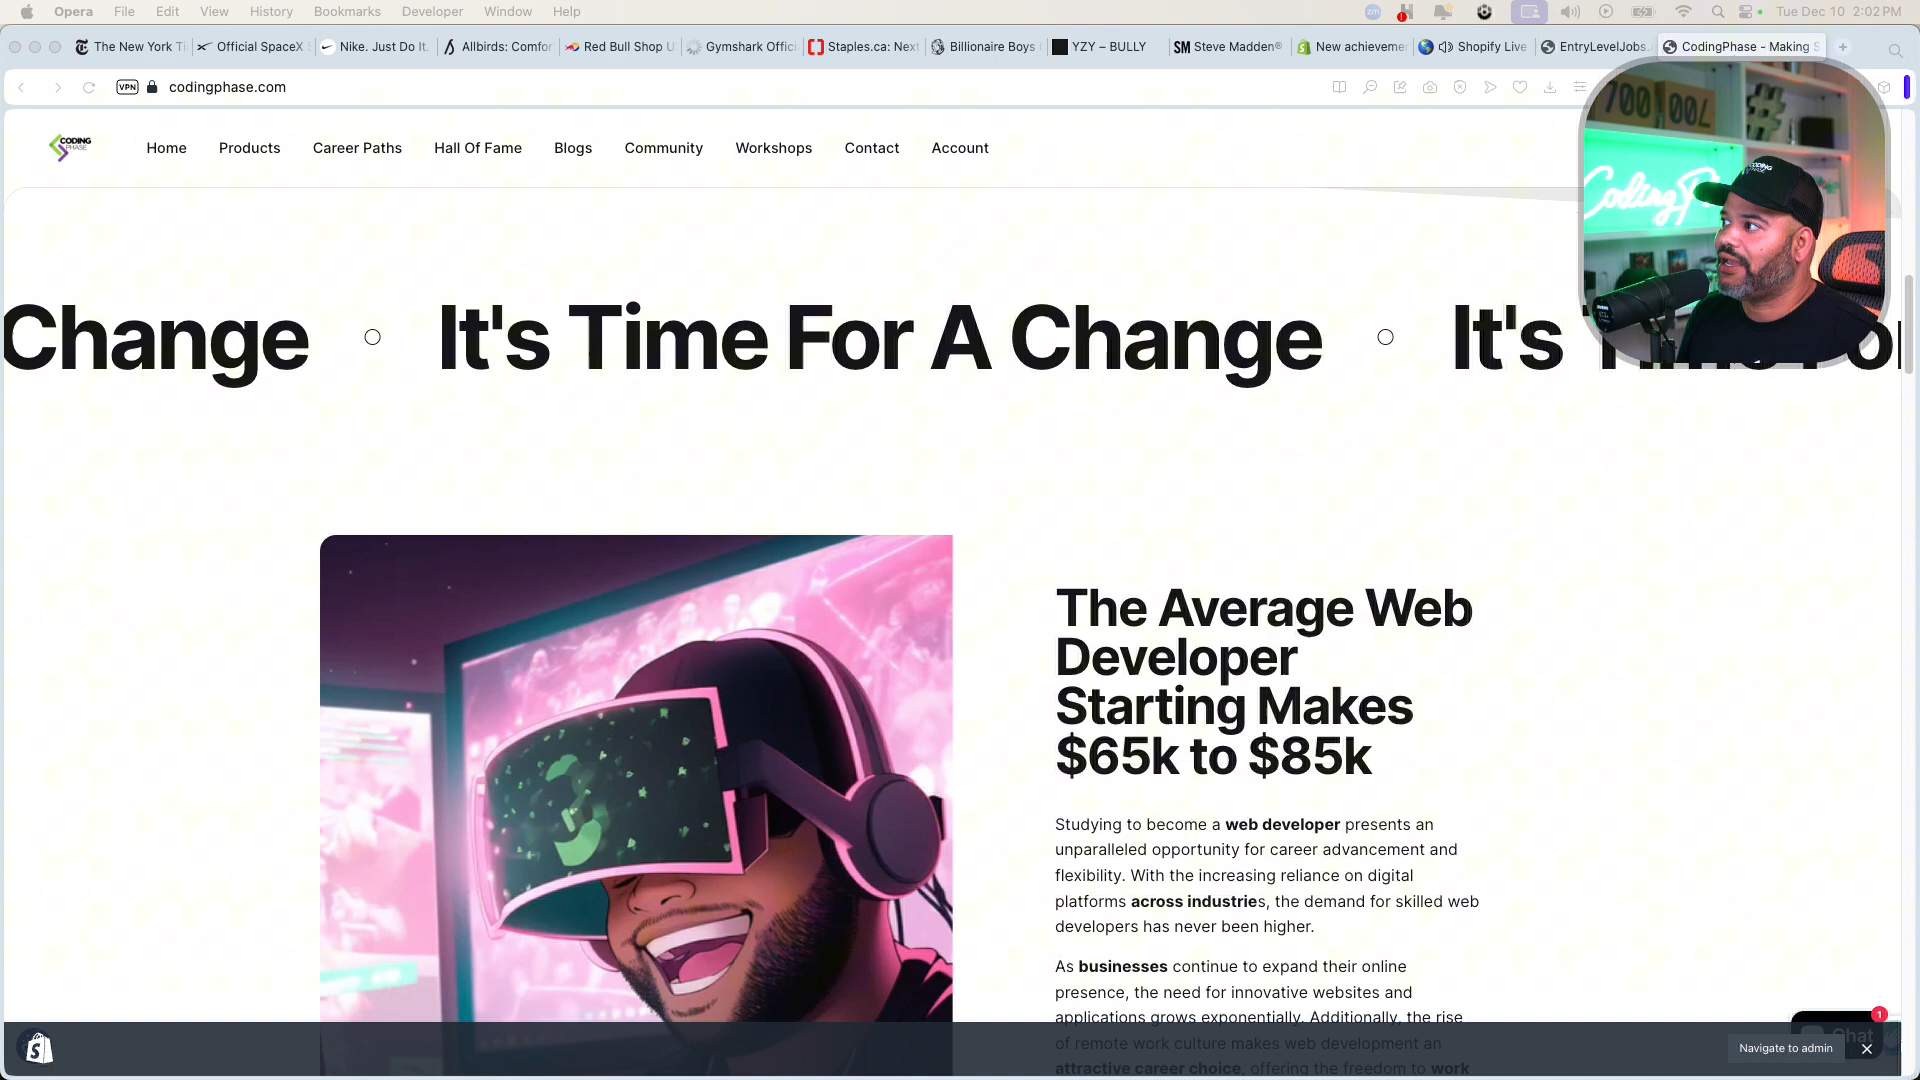 Opera File Edit View History Bookmarks Developer Window Help Tue Dec 10 2:02 PM
The New York Ti Official SpaceX Nike. Just Do It. Allbirds: Comfor Red Bull Shop U Gymshark Offici Staples.ca: Next Billionaire Boys YZY – BULLY SM Steve Madden® New achievemen Shopify Live EntryLevelJobs. CodingPhase - Making S
VPN codingphase.com
CODING PHASE Home Products Career Paths Hall Of Fame Blogs Community Workshops Contact Account
Change ○ It's Time For A Change ○ It's
The Average Web
Developer
Starting Makes
$65k to $85k
Studying to become a web developer presents an
unparalleled opportunity for career advancement and
flexibility. With the increasing reliance on digital
platforms across industries, the demand for skilled web
developers has never been higher.
As businesses continue to expand their online
presence, the need for innovative websites and
applications grows exponentially. Additionally, the rise
of remote work culture makes web development an
attractive career choice, offering the freedom to work
Chat 1
Navigate to admin